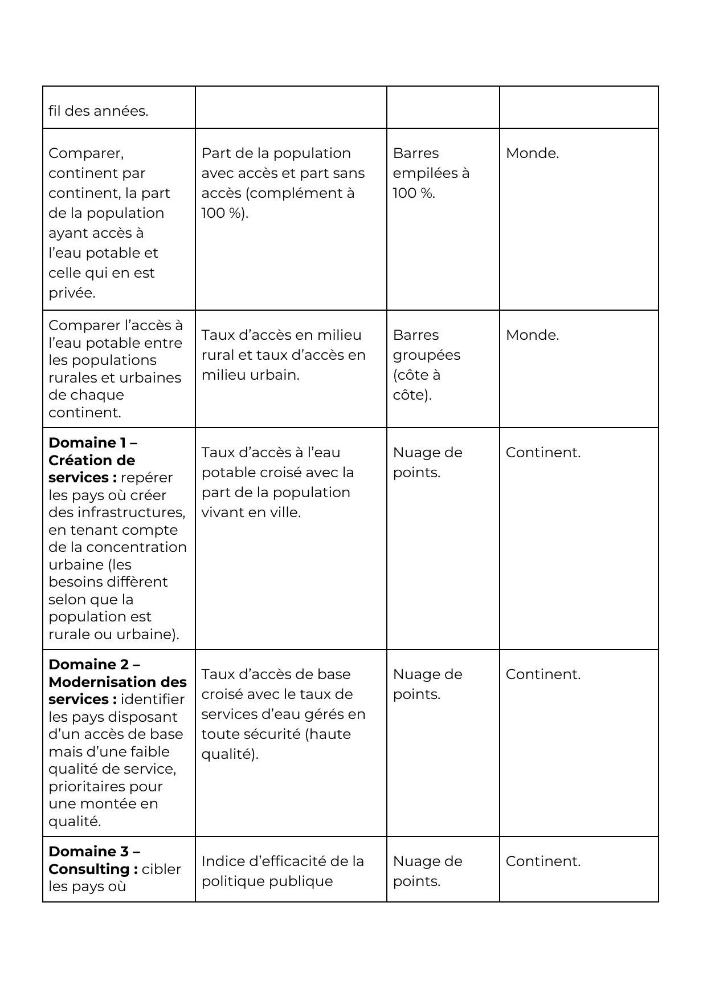 fil des années.
Comparer,
continent par
continent, la part
de la population
ayant accès à
l’eau potable et
celle qui en est
privée.
Part de la population
avec accès et part sans
accès (complément à
100 %).
Barres
empilées à
100 %.
Monde.
Comparer l’accès à
l’eau potable entre
les populations
rurales et urbaines
de chaque
continent.
Taux d’accès en milieu
rural et taux d’accès en
milieu urbain.
Barres
groupées
(côte à
côte).
Monde.
Domaine 1 –
Création de
services : repérer
les pays où créer
des infrastructures,
en tenant compte
de la concentration
urbaine (les
besoins diffèrent
selon que la
population est
rurale ou urbaine).
Taux d’accès à l’eau
potable croisé avec la
part de la population
vivant en ville.
Nuage de
points.
Continent.
Domaine 2 –
Modernisation des
services : identifier
les pays disposant
d’un accès de base
mais d’une faible
qualité de service,
prioritaires pour
une montée en
qualité.
Taux d’accès de base
croisé avec le taux de
services d’eau gérés en
toute sécurité (haute
qualité).
Nuage de
points.
Continent.
Domaine 3 –
Consulting : cibler
les pays où
Indice d’efficacité de la
politique publique
Nuage de
points.
Continent.